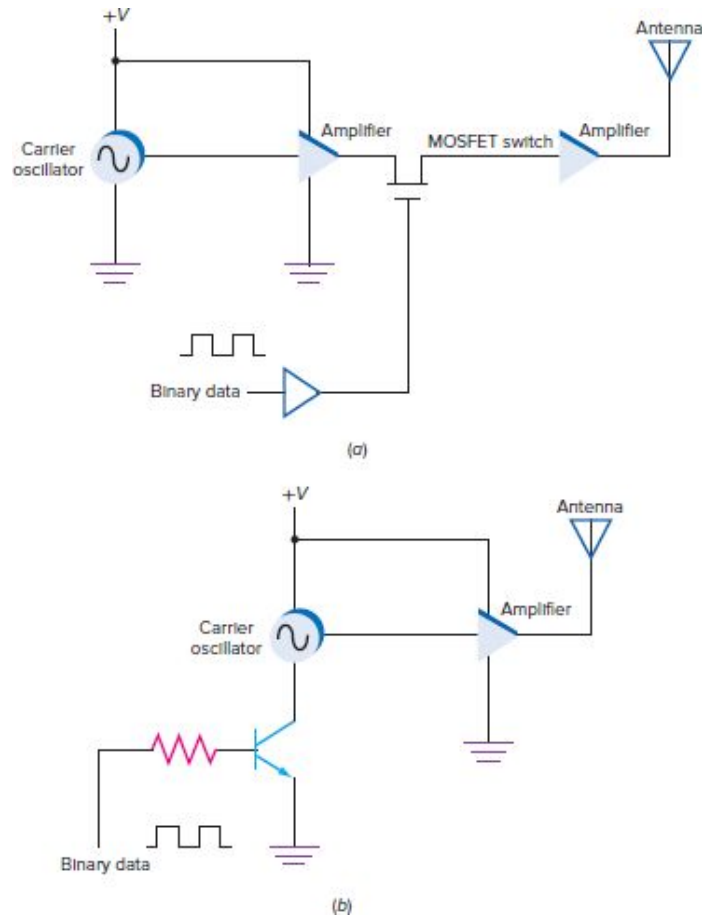 +V
Antenna
Amplifier
MOSFET switch
Amplifier
Carrier
oscillator
Binary data
(a)
+V
Antenna
Amplifier
Carrier
oscillator
Binary data
(b)